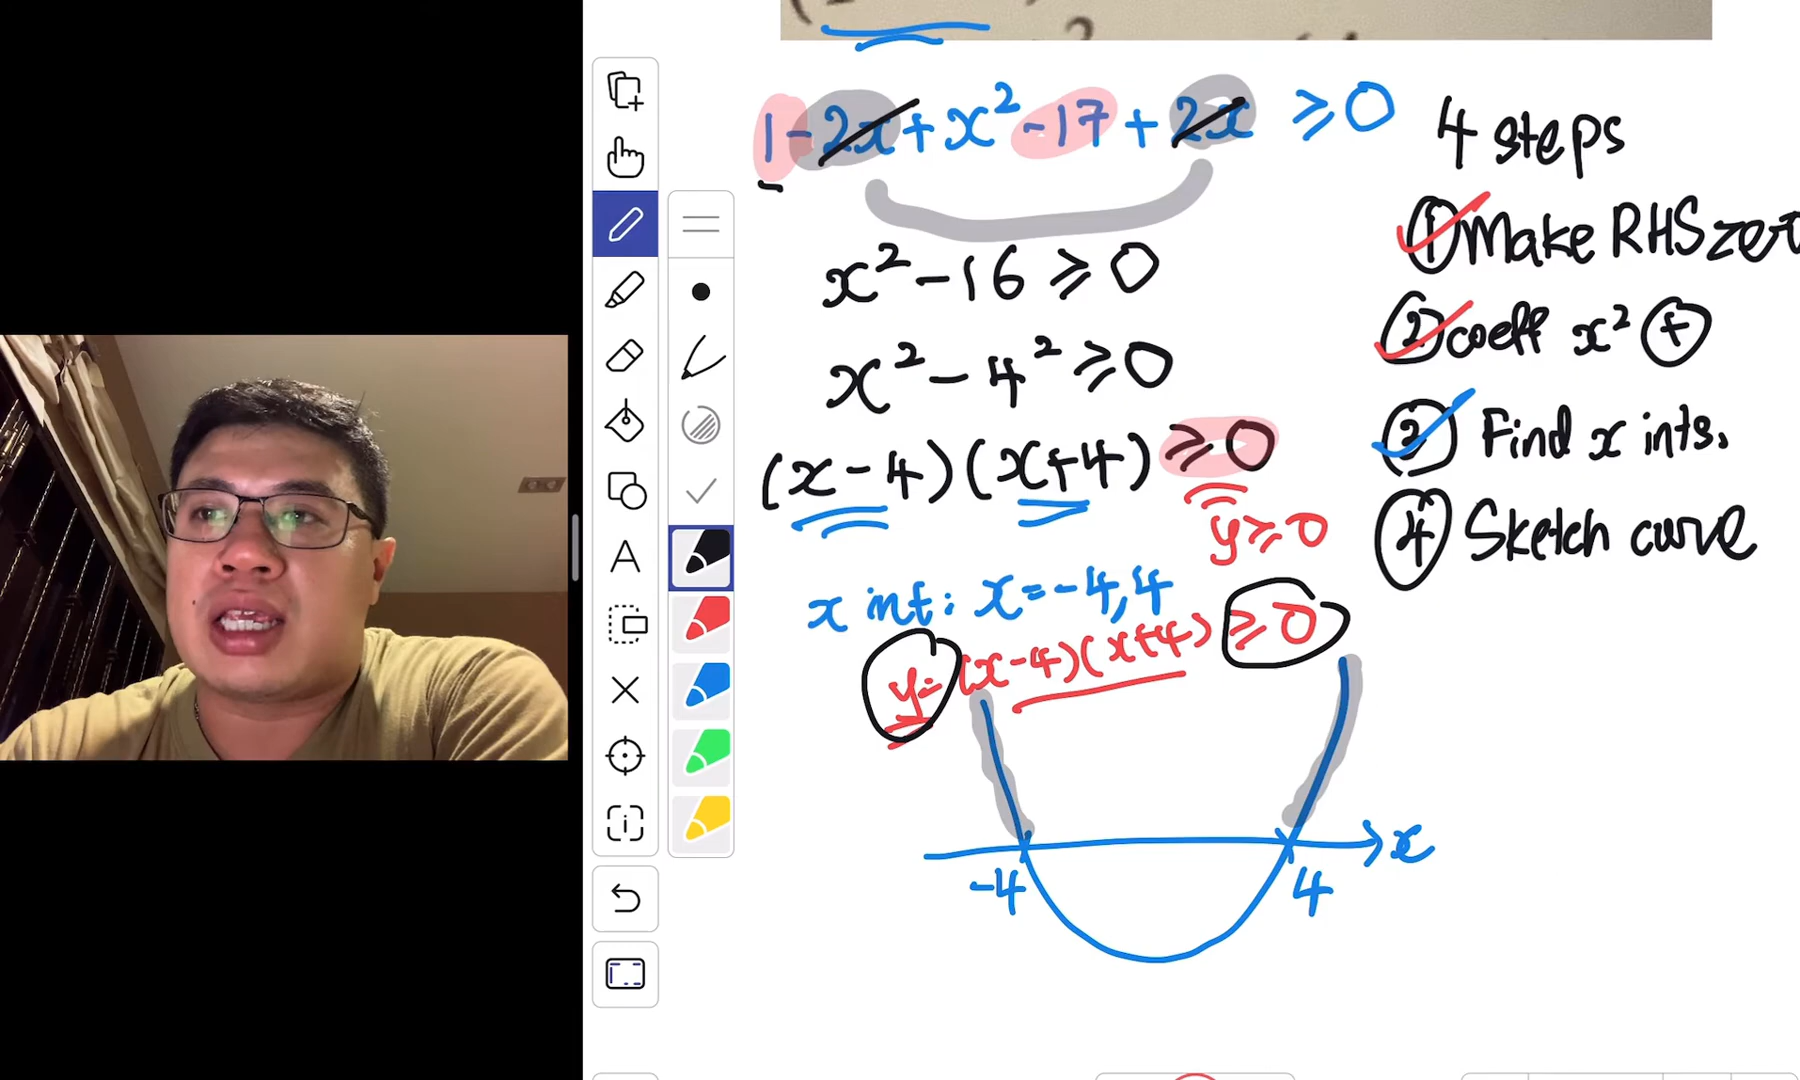 1 - 2x + x² - 17 + 2x ≥ 0
x² - 16 ≥ 0
x² - 4² ≥ 0
(x - 4)(x + 4) ≥ 0
y ≥ 0
x int: x = -4, 4
y = (x - 4)(x + 4) ≥ 0
-4
4
x
4 steps
① Make RHS zero
② coeff x² +
③ Find x ints.
④ Sketch curve
A